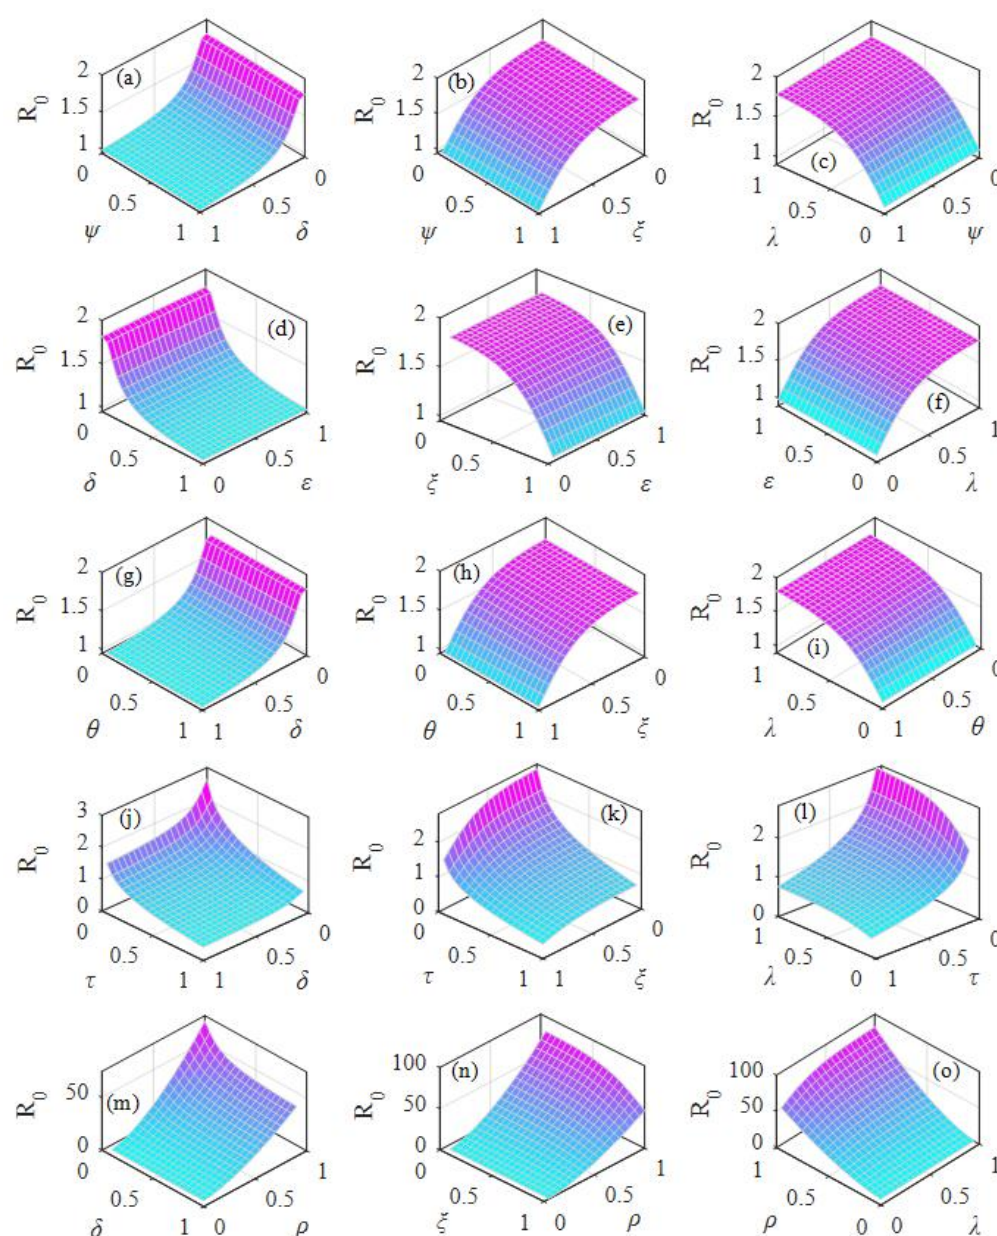 (a) R0 2 1.5 1 0 0.5 1 ψ 1 0.5 0 δ
(b) R0 2 1.5 1 0 0.5 1 ψ 1 0.5 0 ξ
(c) R0 2 1.5 1 1 0.5 0 λ 1 0.5 0 ψ
(d) R0 2 1.5 1 0 0.5 1 δ 0 0.5 1 ε
(e) R0 2 1.5 1 0 0.5 1 ξ 0 0.5 1 ε
(f) R0 2 1.5 1 1 0.5 0 ε 0 0.5 1 λ
(g) R0 2 1.5 1 0 0.5 1 θ 1 0.5 0 δ
(h) R0 2 1.5 1 0 0.5 1 θ 1 0.5 0 ξ
(i) R0 2 1.5 1 1 0.5 0 λ 1 0.5 0 θ
(j) R0 3 2 1 0 0 0.5 1 τ 1 0.5 0 δ
(k) R0 2 1 0 0 0.5 1 τ 1 0.5 0 ξ
(l) R0 2 1 0 1 0.5 0 λ 1 0.5 0 τ
(m) R0 50 0 0 0.5 1 δ 0 0.5 1 ρ
(n) R0 100 50 0 0 0.5 1 ξ 0 0.5 1 ρ
(o) R0 100 50 0 1 0.5 0 ρ 0 0.5 1 λ